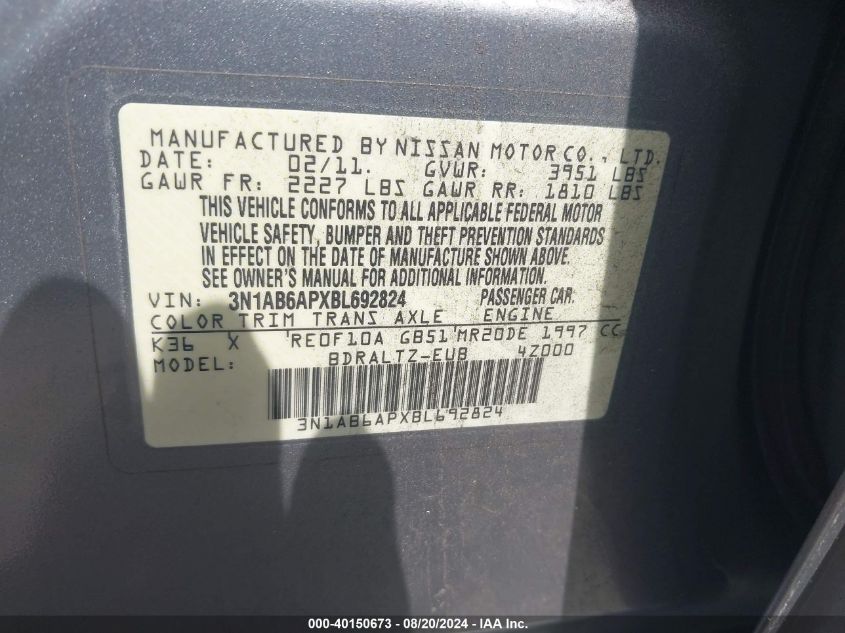 MANUFACTURED BY NISSAN MOTOR CO., LTD.
DATE: 02/11. GVWR: 3951 LBS
GAWR FR: 2227 LBS GAWR RR: 1810 LBS
THIS VEHICLE CONFORMS TO ALL APPLICABLE FEDERAL MOTOR
VEHICLE SAFETY, BUMPER AND THEFT PREVENTION STANDARDS
IN EFFECT ON THE DATE OF MANUFACTURE SHOWN ABOVE.
SEE OWNER'S MANUAL FOR ADDITIONAL INFORMATION.
VIN: 3N1AB6APXBL692824 PASSENGER CAR
COLOR TRIM TRANS AXLE ENGINE
K36 X RE0F10A GB51 MR20DE 1997 CC
MODEL: BDRALTZ-EUB 4Z000
3N1AB6APXBL692824
000-40150673 - 08/20/2024 - IAA Inc.